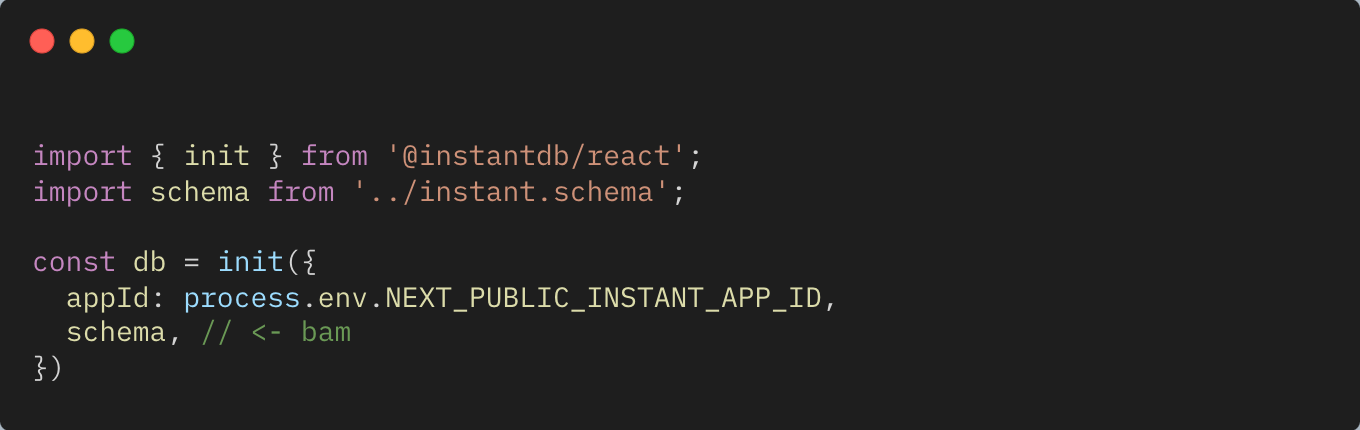 import { init } from '@instantdb/react';
import schema from '../instant.schema';
const db = init({
  appId: process.env.NEXT_PUBLIC_INSTANT_APP_ID,
  schema, // <- bam
})